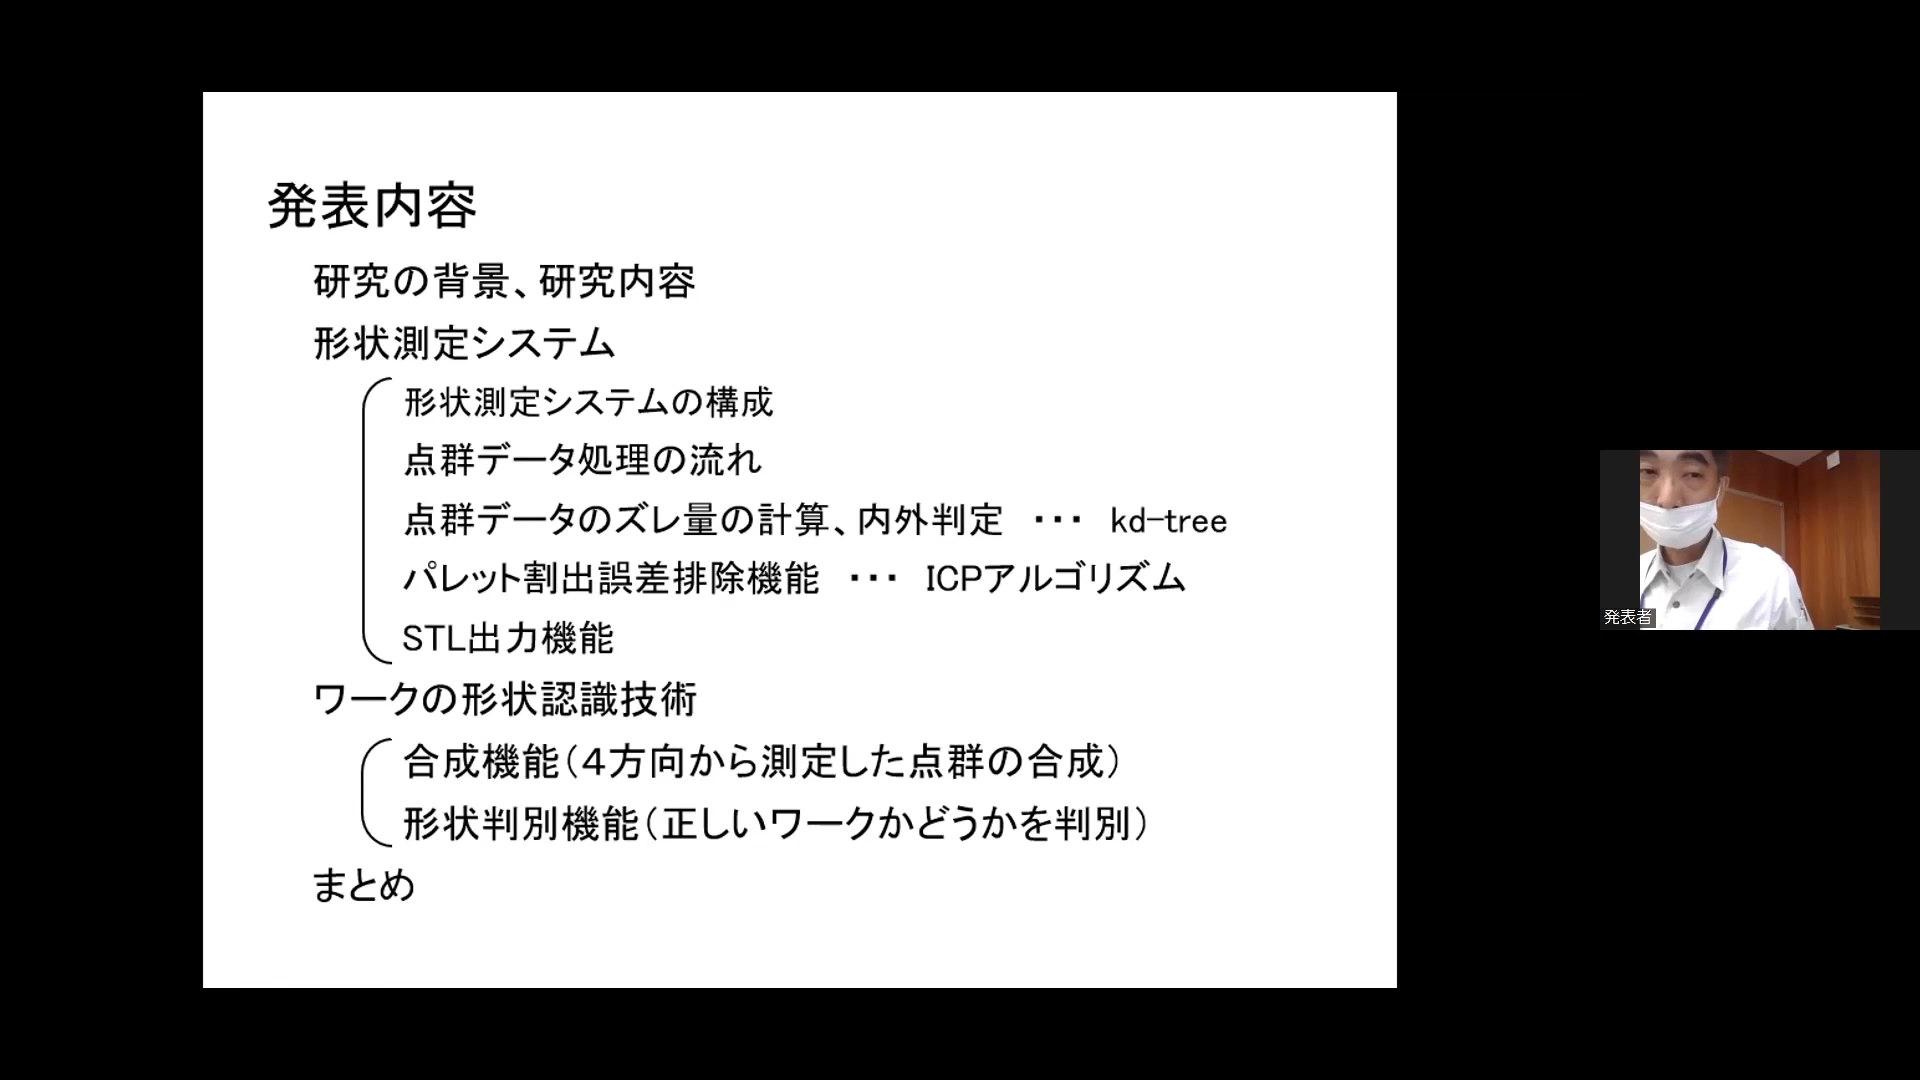 発表内容
研究の背景、研究内容
形状測定システム
形状測定システムの構成
点群データ処理の流れ
点群データのズレ量の計算、内外判定 ・・・ kd-tree
パレット割出誤差排除機能 ・・・ ICPアルゴリズム
STL出力機能
ワークの形状認識技術
合成機能（４方向から測定した点群の合成）
形状判別機能（正しいワークかどうかを判別）
まとめ
発表者